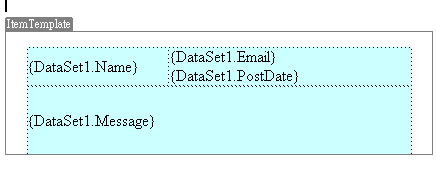 ItemTemplate
{DataSet1.Name}
{DataSet1.Email}
{DataSet1.PostDate}
{DataSet1.Message}